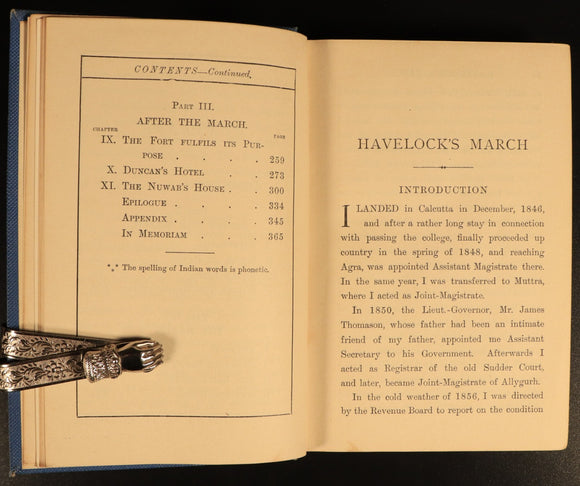 CONTENTS—Continued.
PART III.
AFTER THE MARCH.
CHAPTER PAGE
IX. THE FORT FULFILS ITS PUR-
POSE . . . . 259
X. DUNCAN'S HOTEL . . 273
XI. THE NUWAB'S HOUSE . . 300
EPILOGUE . . . . 334
APPENDIX . . . . 345
IN MEMORIAM . . . 365
*⁎* The spelling of Indian words is phonetic.
HAVELOCK'S MARCH
INTRODUCTION
I LANDED in Calcutta in December, 1846,
and after a rather long stay in connection
with passing the college, finally proceeded up
country in the spring of 1848, and reaching
Agra, was appointed Assistant Magistrate there.
In the same year, I was transferred to Muttra,
where I acted as Joint-Magistrate.
In 1850, the Lieut.-Governor, Mr. James
Thomason, whose father had been an intimate
friend of my father, appointed me Assistant
Secretary to his Government. Afterwards I
acted as Registrar of the old Sudder Court,
and later, became Joint-Magistrate of Allygurh.
In the cold weather of 1856, I was directed
by the Revenue Board to report on the condition